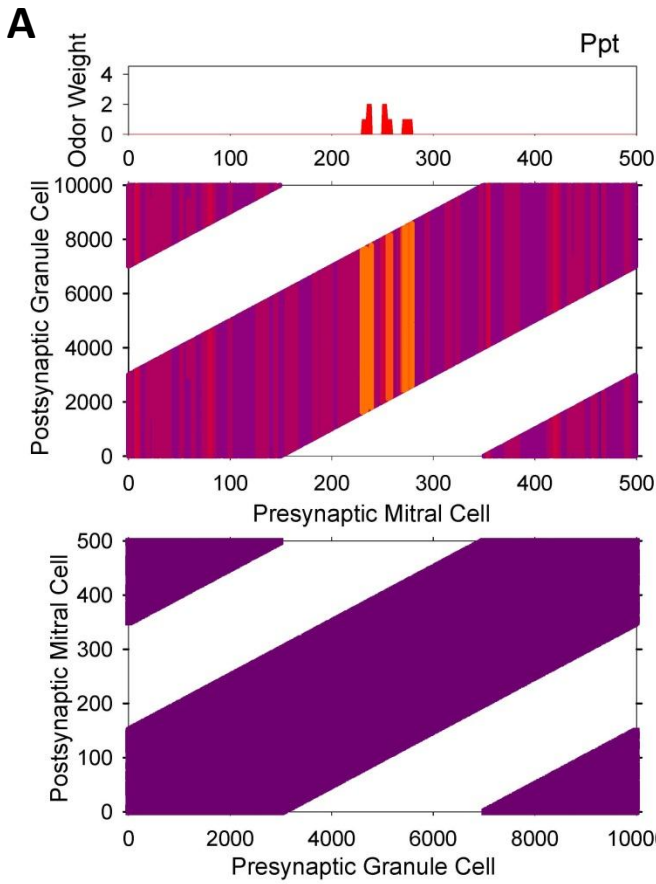 A
Ppt
Odor Weight
4
2
0
0 100 200 300 400 500
Postsynaptic Granule Cell
10000
8000
6000
4000
2000
0
0 100 200 300 400 500
Presynaptic Mitral Cell
Postsynaptic Mitral Cell
500
400
300
200
100
0
0 2000 4000 6000 8000 10000
Presynaptic Granule Cell